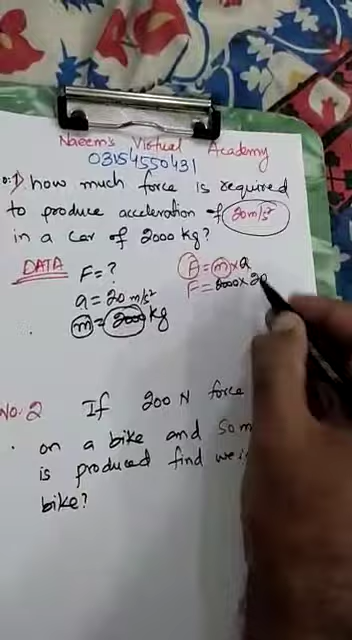 Naeem's Virtual Academy
03154550431
Q: 1 how much force is required
to produce acceleration of 20m/s²
in a car of 2000 kg?
DATA
F = ?
a = 20 m/s²
m = 2000 kg
F = m x a
F = 2000 x 20
No. 2 If 200 N force
on a bike and
is produced find
bike?